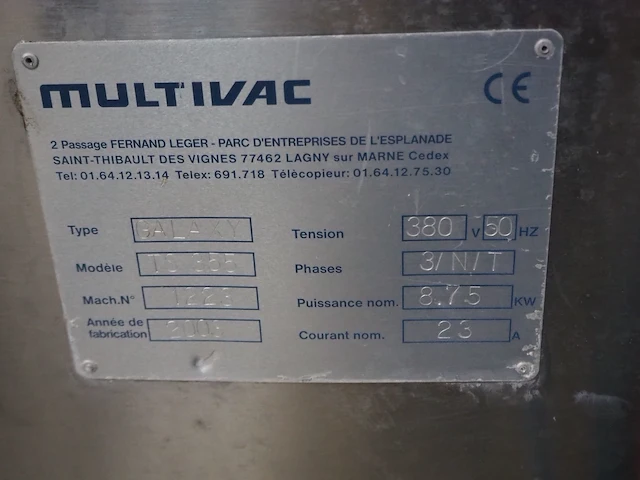 MULTIVAC CE
2 Passage FERNAND LEGER - PARC D'ENTREPRISES DE L'ESPLANADE
SAINT-THIBAULT DES VIGNES 77462 LAGNY sur MARNE Cedex
Tel: 01.64.12.13.14 Telex: 691.718 Télécopieur: 01.64.12.75.30
Type GALAXY
Modèle
Mach.N° 1223
Année de
fabrication
Tension 380 V 50 HZ
Phases 3/N/T
Puissance nom. 8.75 KW
Courant nom. 23 A